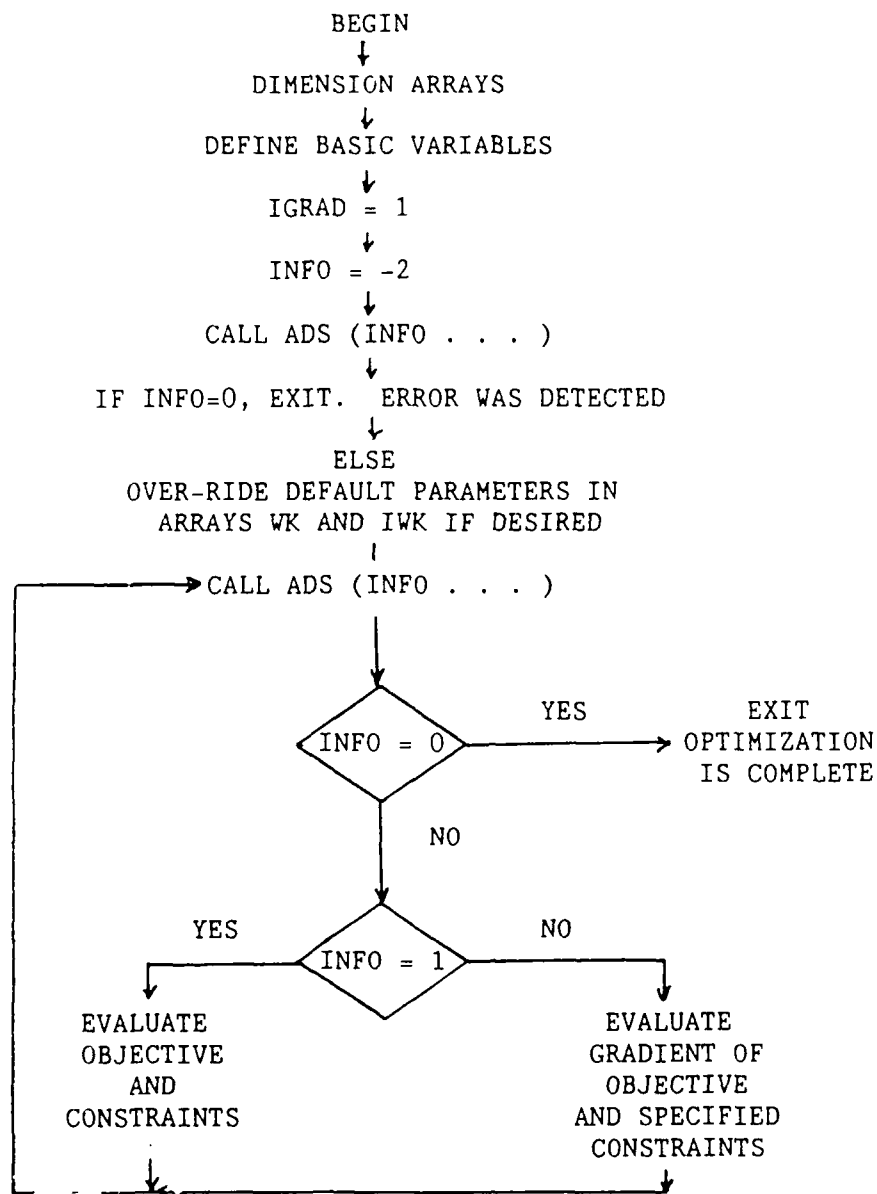 BEGIN
DIMENSION ARRAYS
DEFINE BASIC VARIABLES
IGRAD = 1
INFO = -2
CALL ADS (INFO . . . )
IF INFO=0, EXIT. ERROR WAS DETECTED
ELSE
OVER-RIDE DEFAULT PARAMETERS IN
ARRAYS WK AND IWK IF DESIRED
CALL ADS (INFO . . . )
INFO = 0
YES
EXIT
OPTIMIZATION
IS COMPLETE
NO
INFO = 1
YES
NO
EVALUATE
OBJECTIVE
AND
CONSTRAINTS
EVALUATE
GRADIENT OF
OBJECTIVE
AND SPECIFIED
CONSTRAINTS